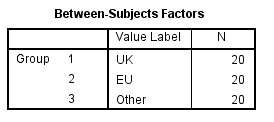 Between-Subjects Factors
Value Label N
Group 1 UK 20
2 EU 20
3 Other 20